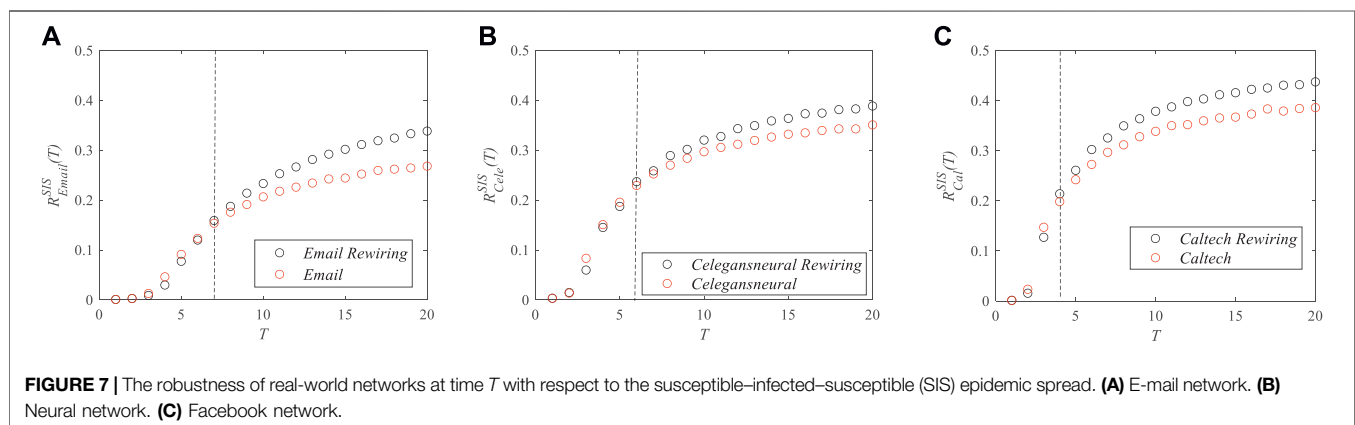 A
0.5
0.4
0.3
0.2
0.1
0
R^{SIS}_{Email}(T)
Email Rewiring
Email
0 5 10 15 20
T
B
0.5
0.4
0.3
0.2
0.1
0
R^{SIS}_{Cele}(T)
Celegansneural Rewiring
Celegansneural
0 5 10 15 20
T
C
0.5
0.4
0.3
0.2
0.1
0
R^{SIS}_{Cal}(T)
Caltech Rewiring
Caltech
0 5 10 15 20
T
FIGURE 7 | The robustness of real-world networks at time T with respect to the susceptible–infected–susceptible (SIS) epidemic spread. (A) E-mail network. (B)
Neural network. (C) Facebook network.